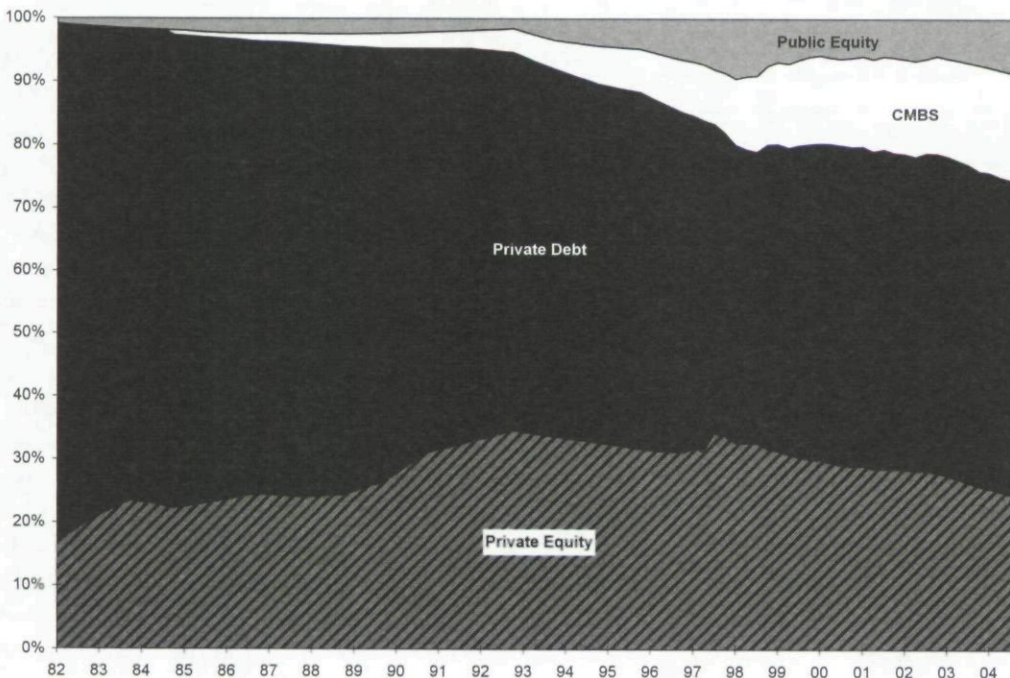 100%
90%
80%
70%
60%
50%
40%
30%
20%
10%
0%
Public Equity
CMBS
Private Debt
Private Equity
82 83 84 85 86 87 88 89 90 91 92 93 94 95 96 97 98 99 00 01 02 03 04